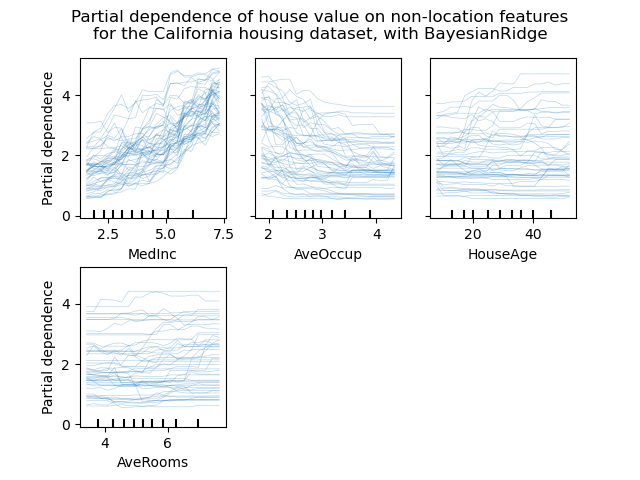 Partial dependence of house value on non-location features
for the California housing dataset, with BayesianRidge
Partial dependence
4
2
0
2.5
5.0
7.5
MedInc
2
3
4
AveOccup
20
40
HouseAge
Partial dependence
4
2
0
4
6
AveRooms